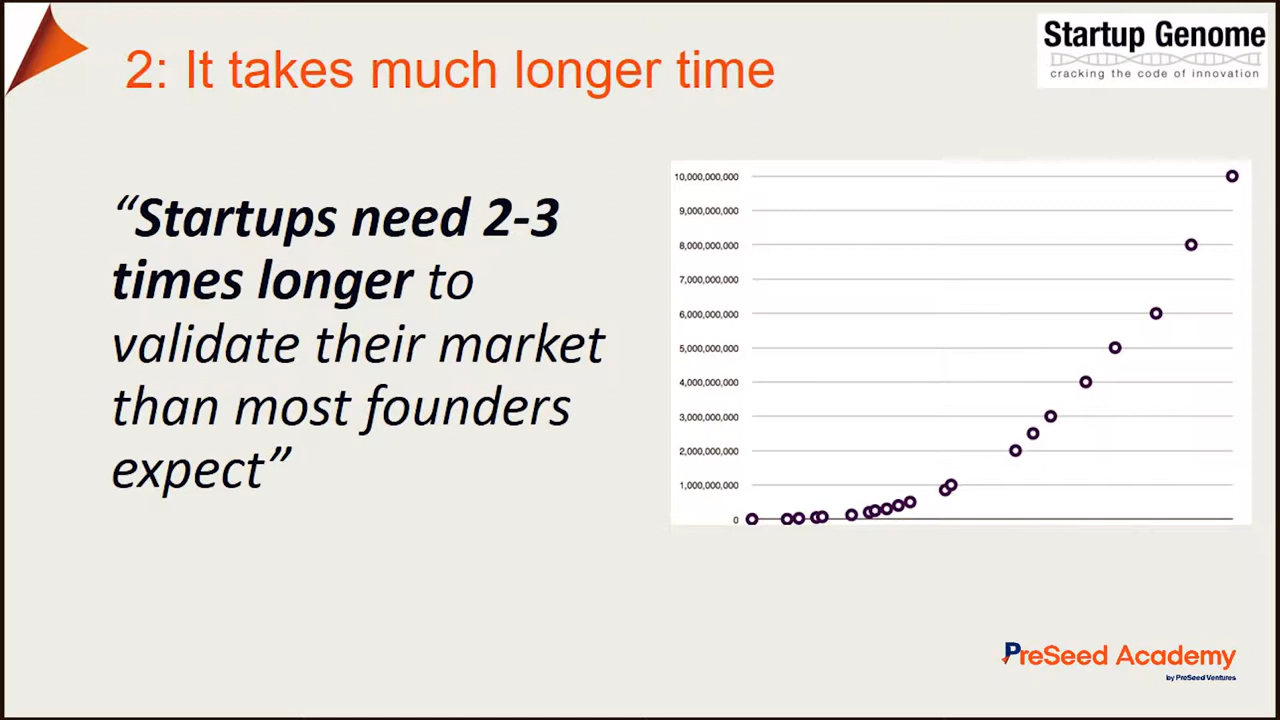 2: It takes much longer time
Startup Genome
cracking the code of innovation
“Startups need 2-3
times longer to
validate their market
than most founders
expect”
10,000,000,000
9,000,000,000
8,000,000,000
7,000,000,000
6,000,000,000
5,000,000,000
4,000,000,000
3,000,000,000
2,000,000,000
1,000,000,000
0
PreSeed Academy
by PreSeed Ventures